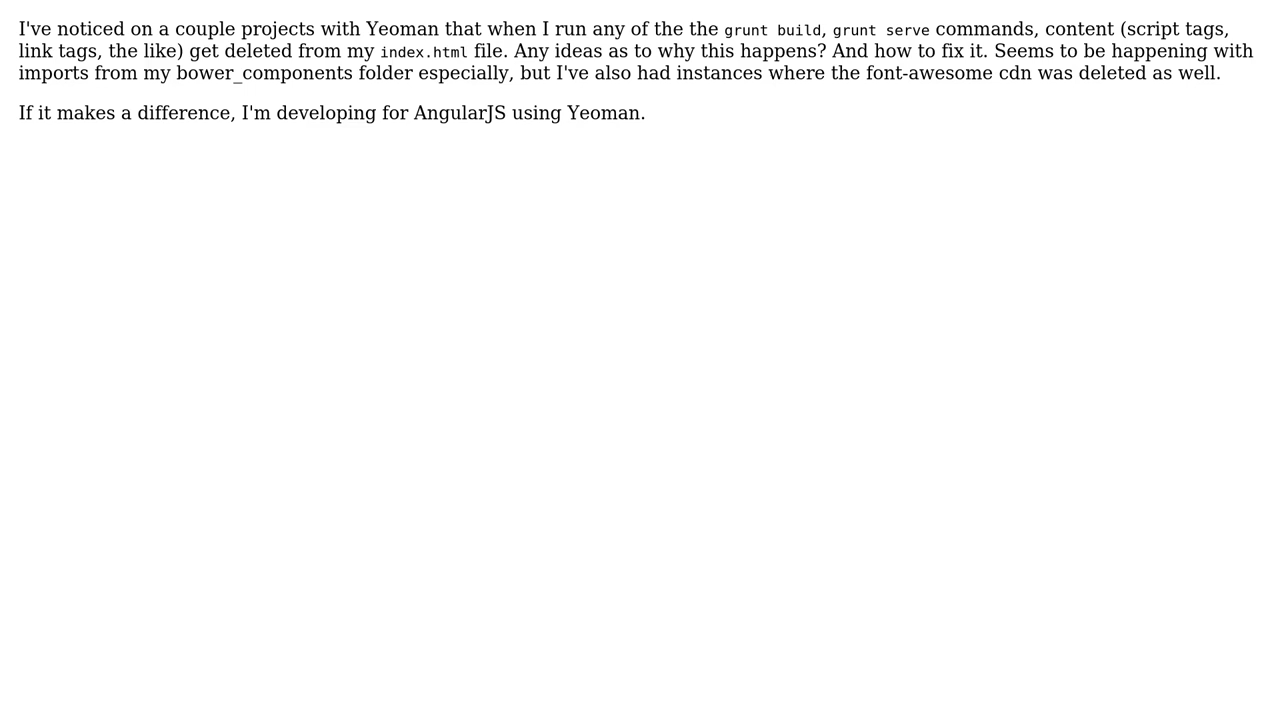 I've noticed on a couple projects with Yeoman that when I run any of the the grunt build, grunt serve commands, content (script tags,
link tags, the like) get deleted from my index.html file. Any ideas as to why this happens? And how to fix it. Seems to be happening with
imports from my bower_components folder especially, but I've also had instances where the font-awesome cdn was deleted as well.
If it makes a difference, I'm developing for AngularJS using Yeoman.